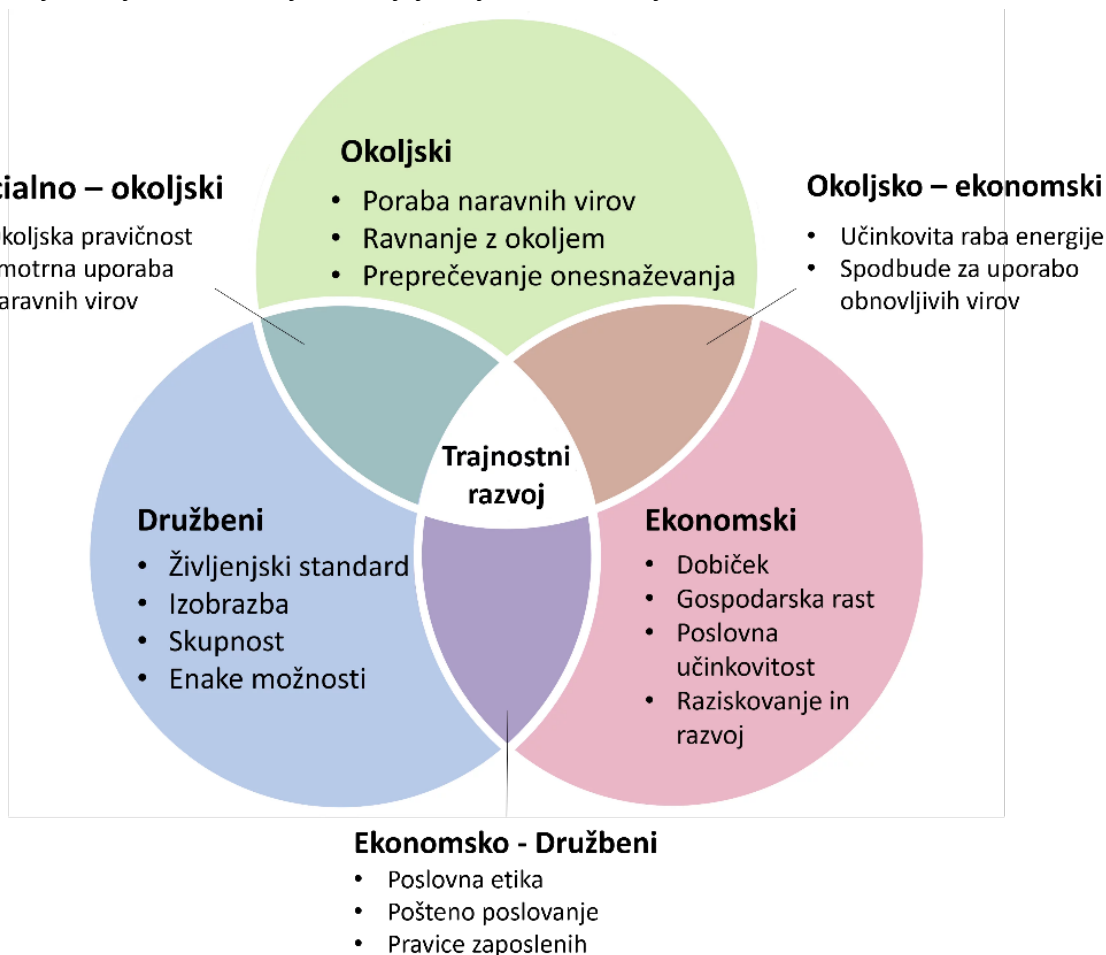 Okoljski
• Poraba naravnih virov
• Ravnanje z okoljem
• Preprečevanje onesnaževanja
cialno – okoljski
koljska pravičnost
motrna uporaba
aravnih virov
Okoljsko – ekonomski
• Učinkovita raba energije
• Spodbude za uporabo
obnovljivih virov
Trajnostni
razvoj
Družbeni
• Življenjski standard
• Izobrazba
• Skupnost
• Enake možnosti
Ekonomski
• Dobiček
• Gospodarska rast
• Poslovna
učinkovitost
• Raziskovanje in
razvoj
Ekonomsko - Družbeni
• Poslovna etika
• Pošteno poslovanje
• Pravice zaposlenih